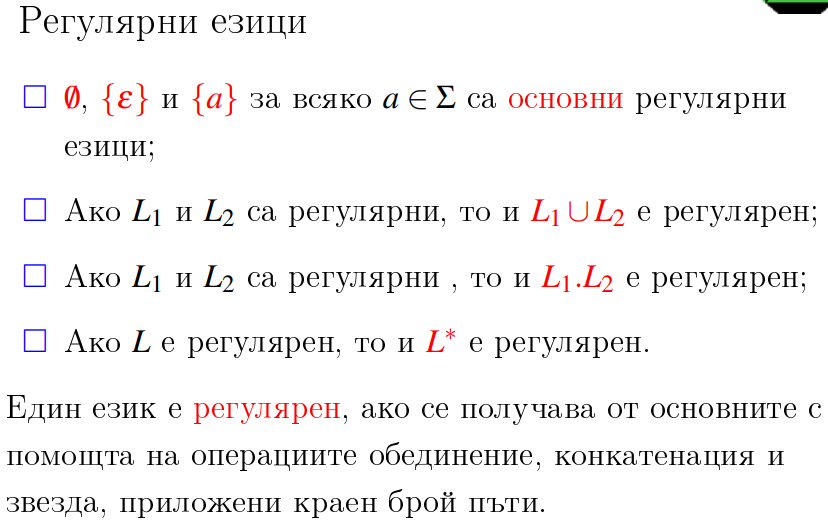 Регулярни езици
□ ∅, {ε} и {a} за всяко a ∈ Σ са основни регулярни
езици;
□ Ако L₁ и L₂ са регулярни, то и L₁ ∪ L₂ е регулярен;
□ Ако L₁ и L₂ са регулярни , то и L₁.L₂ е регулярен;
□ Ако L е регулярен, то и L* е регулярен.
Един език е регулярен, ако се получава от основните с
помощта на операциите обединение, конкатенация и
звезда, приложени краен брой пъти.